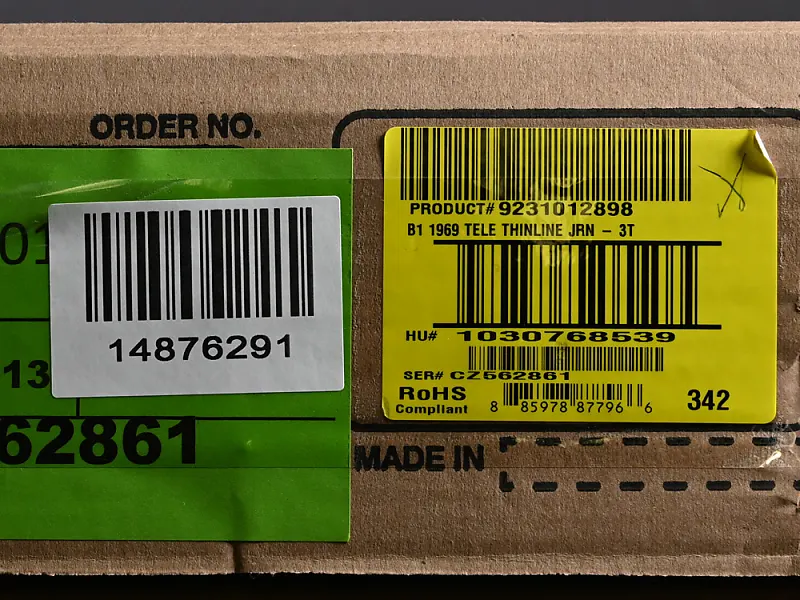 ORDER NO.
01
14876291
13
62861
PRODUCT# 9231012898
B1 1969 TELE THINLINE JRN – 3T
HU# 1030768539
SER# CZ562861
RoHS
Compliant
8 85978 87796 6
342
MADE IN